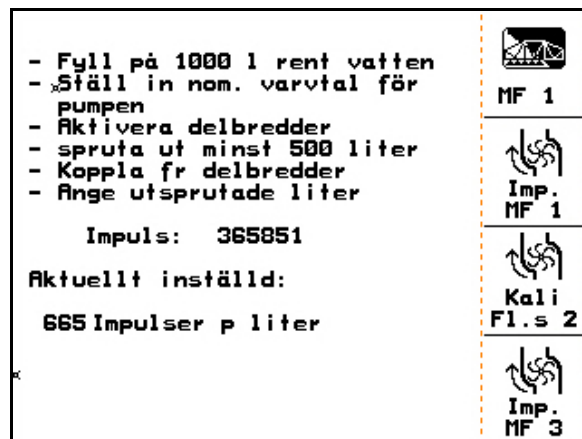 - Fyll på 1000 l rent vatten
- Ställ in nom. varvtal för
pumpen
- Aktivera delbredder
- spruta ut minst 500 liter
- Koppla fr delbredder
- Ange utsprutade liter
Impuls: 365851
Aktuellt inställd:
665 Impulser p liter
MF 1
Imp.
MF 1
Kali
Fl.s 2
Imp.
MF 3